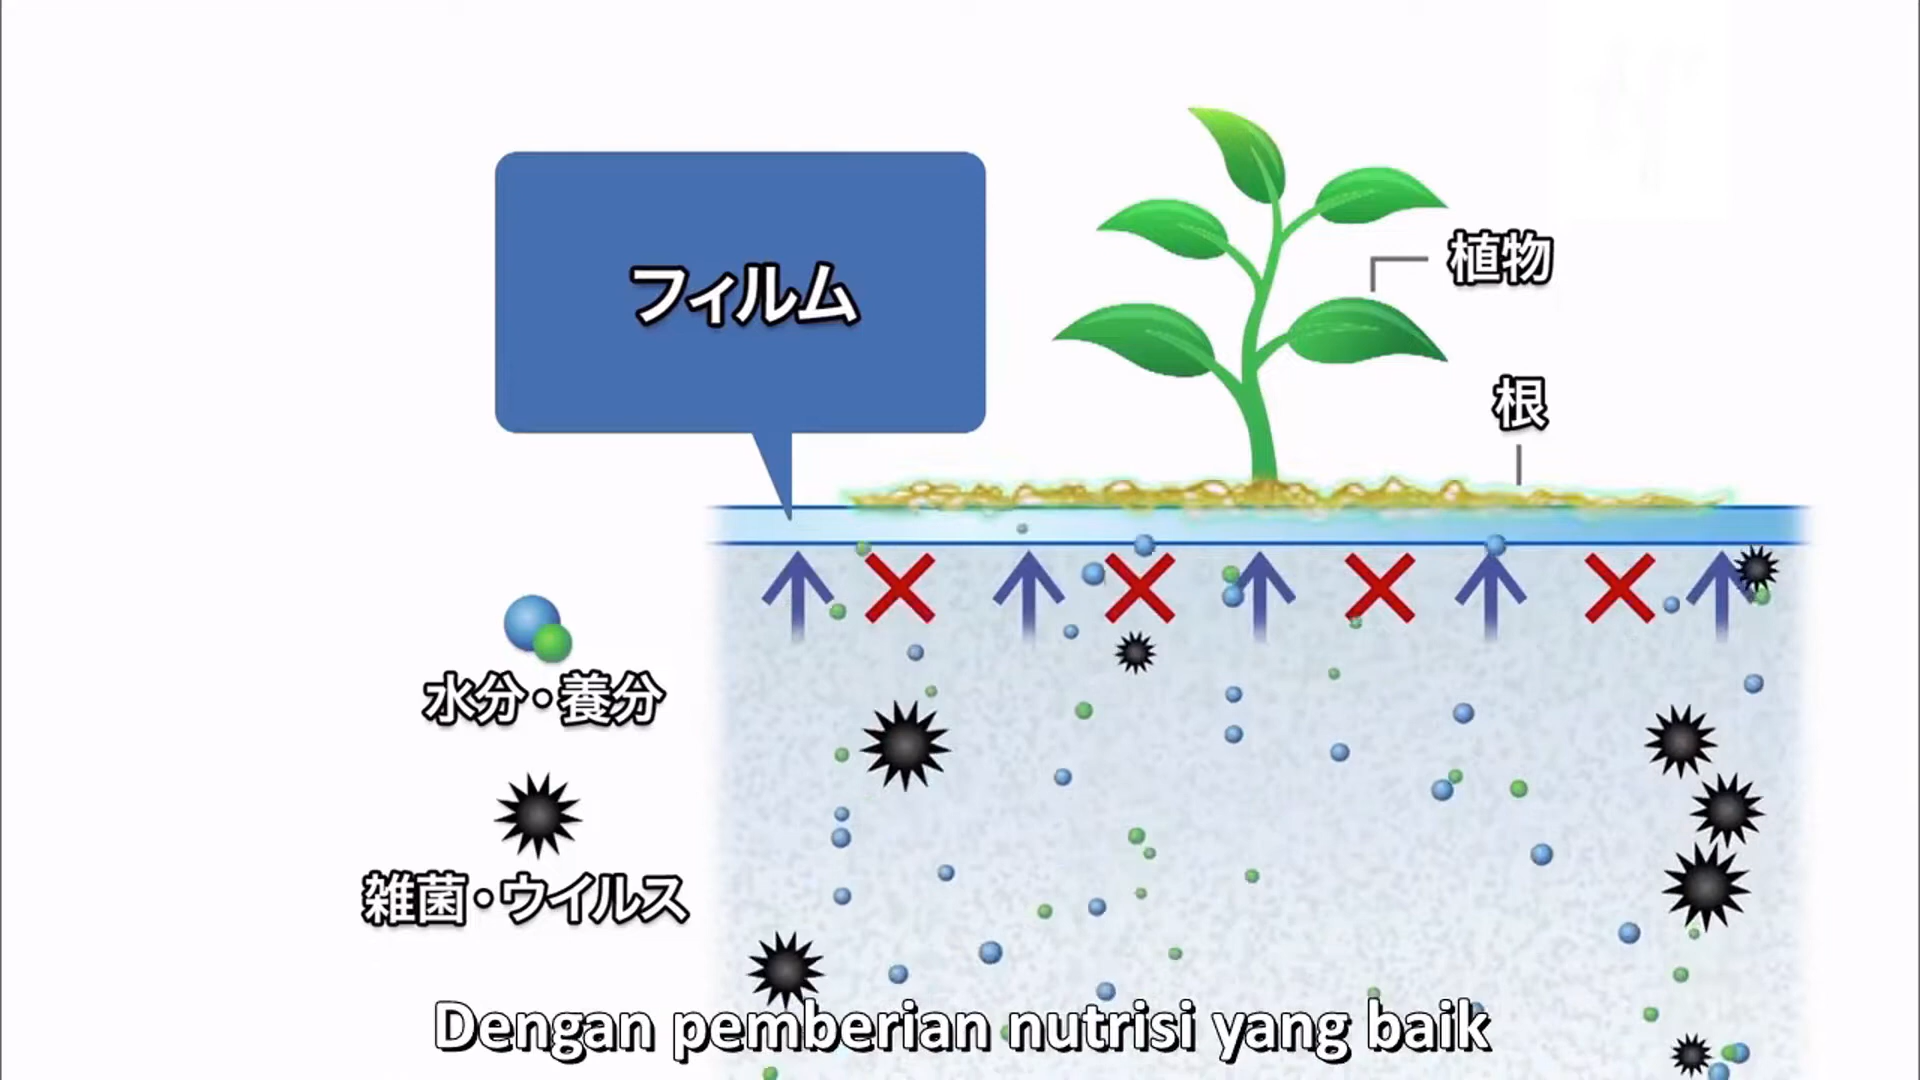 フィルム
植物
根
水分・養分
雑菌・ウイルス
Dengan pemberian nutrisi yang baik